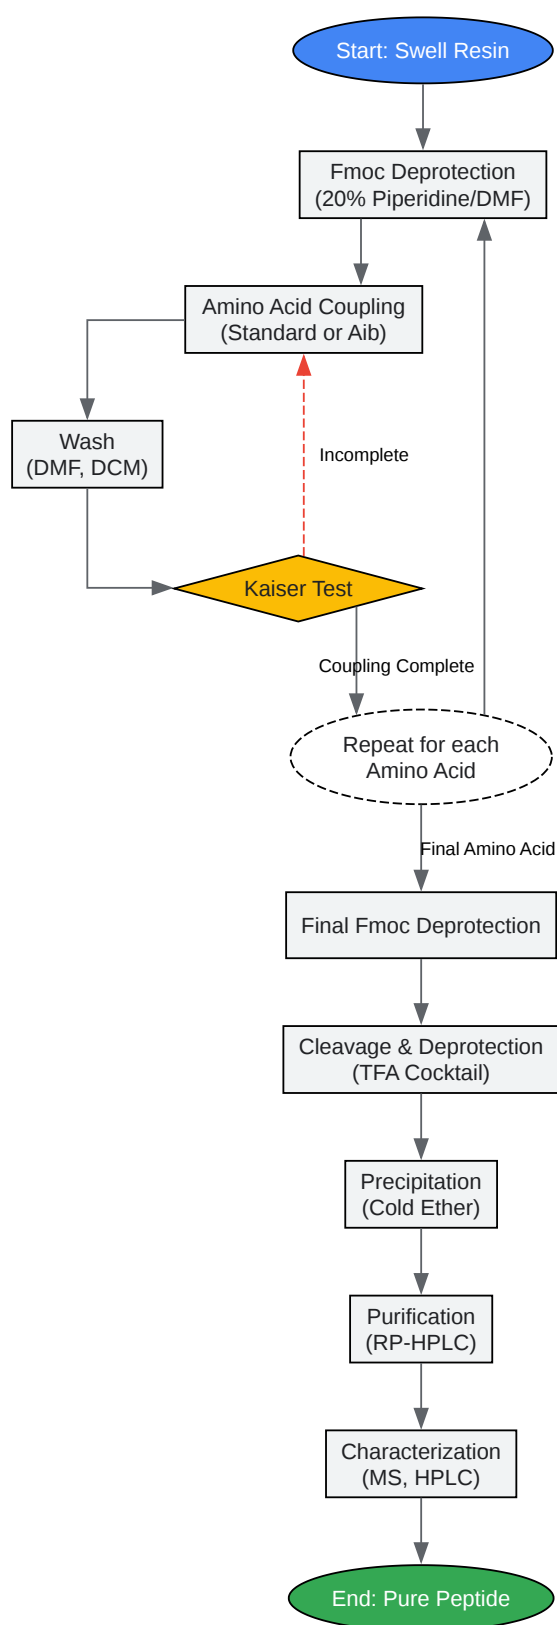 Start: Swell Resin
Fmoc Deprotection
(20% Piperidine/DMF)
Amino Acid Coupling
(Standard or Aib)
Wash
(DMF, DCM)
Incomplete
Kaiser Test
Coupling Complete
Repeat for each
Amino Acid
Final Amino Acid
Final Fmoc Deprotection
Cleavage & Deprotection
(TFA Cocktail)
Precipitation
(Cold Ether)
Purification
(RP-HPLC)
Characterization
(MS, HPLC)
End: Pure Peptide